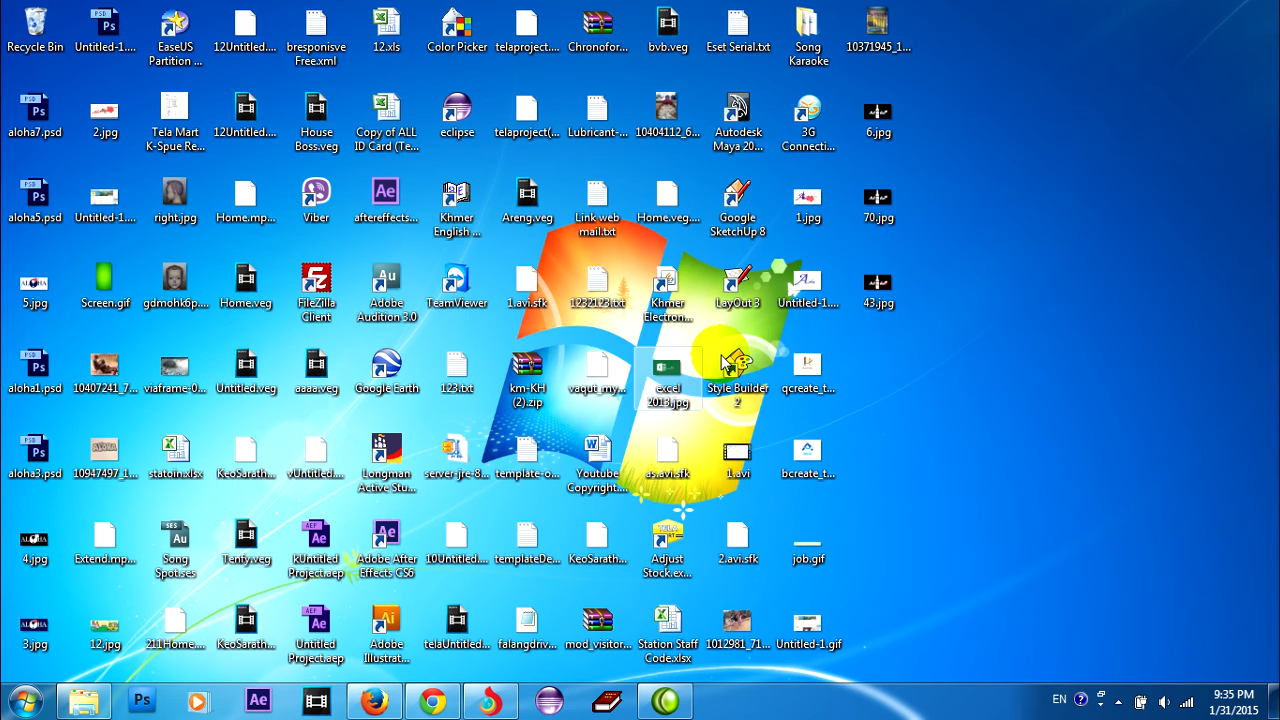 Recycle Bin
Untitled-1....
EaseUS
Partition ...
12Untitled....
bresponsive
Free.xml
12.xls
Color Picker
telaproject....
Chronofor...
bvb.veg
Eset Serial.txt
Song
Karaoke
10371945_1...
aloha7.psd
2.jpg
Tela Mart
K-Spue Re...
12Untitled....
House
Boss.veg
Copy of ALL
ID Card (Te...
eclipse
telaproject(...
Lubricant-...
10404112_6...
Autodesk
Maya 20...
3G
Connecti...
6.jpg
aloha5.psd
Untitled-1....
right.jpg
Home.mp...
Viber
aftereffects...
Khmer
English ...
Areng.veg
Link web
mail.txt
Home.veg....
Google
SketchUp 8
1.jpg
70.jpg
5.jpg
Screen.gif
gdmohk6p....
Home.veg
FileZilla
Client
Adobe
Audition 3.0
TeamViewer
1.avi.sfk
1232123.txt
Khmer
Electron...
LayOut 3
Untitled-1....
43.jpg
aloha1.psd
10407241_7...
viaframe-0...
Untitled.veg
aaaa.veg
Google Earth
123.txt
km-KH
(2).zip
vaqut_my...
excel
2013.jpg
Style Builder
2
qcreate_t...
aloha3.psd
10947497_1...
statoin.xlsx
KeoSarath...
vUntitled....
Longman
Active Stu...
server-jre-8...
template-o...
Youtube
Copyright....
as.avi.sfk
1.avi
bcreate_t...
4.jpg
Extend.mp...
Song
Spot.ses
Tenfy.veg
kUntitled
Project.aep
Adobe After
Effects CS6
10Untitled....
templateDe...
KeoSarath...
Adjust
Stock.ex...
2.avi.sfk
job.gif
3.jpg
12.jpg
211Home....
KeoSarath...
Untitled
Project.aep
Adobe
Illustrat...
telaUntitled...
falangdriv...
mod_visitor...
Station Staff
Code.xlsx
1012981_71...
Untitled-1.gif
Ps
Ae
EN
9:35 PM
1/31/2015